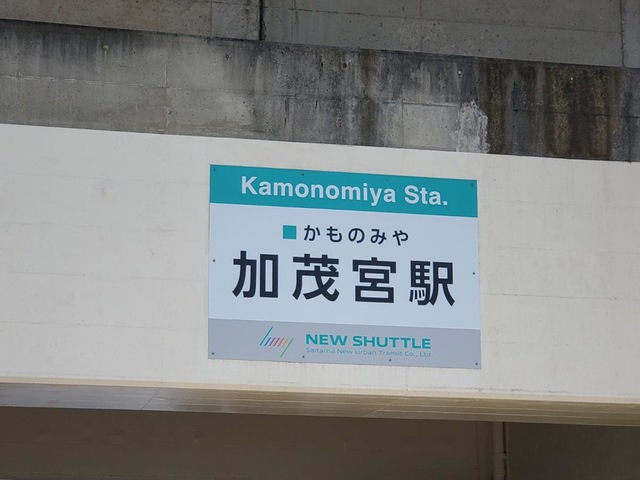 Kamonomiya Sta.
かものみや
加茂宮駅
NEW SHUTTLE
Saitama New Urban Transit Co., Ltd.